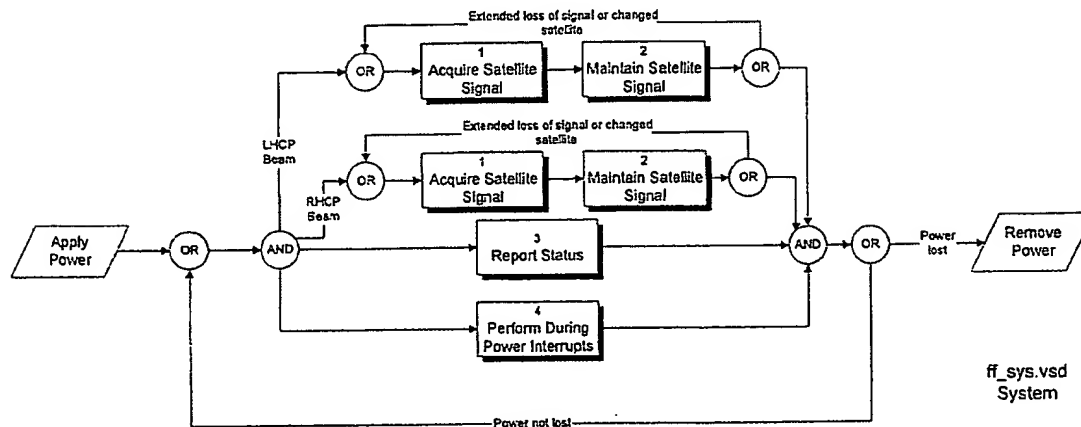 Extended loss of signal or changed
satellite
OR
1
Acquire Satellite
Signal
2
Maintain Satellite
Signal
OR
LHCP
Beam
Extended loss of signal or changed
satellite
OR
1
Acquire Satellite
Signal
2
Maintain Satellite
Signal
OR
RHCP
Beam
Apply
Power
OR
AND
3
Report Status
AND
OR
Power
lost
Remove
Power
4
Perform During
Power Interrupts
ff_sys.vsd
System
Power not lost